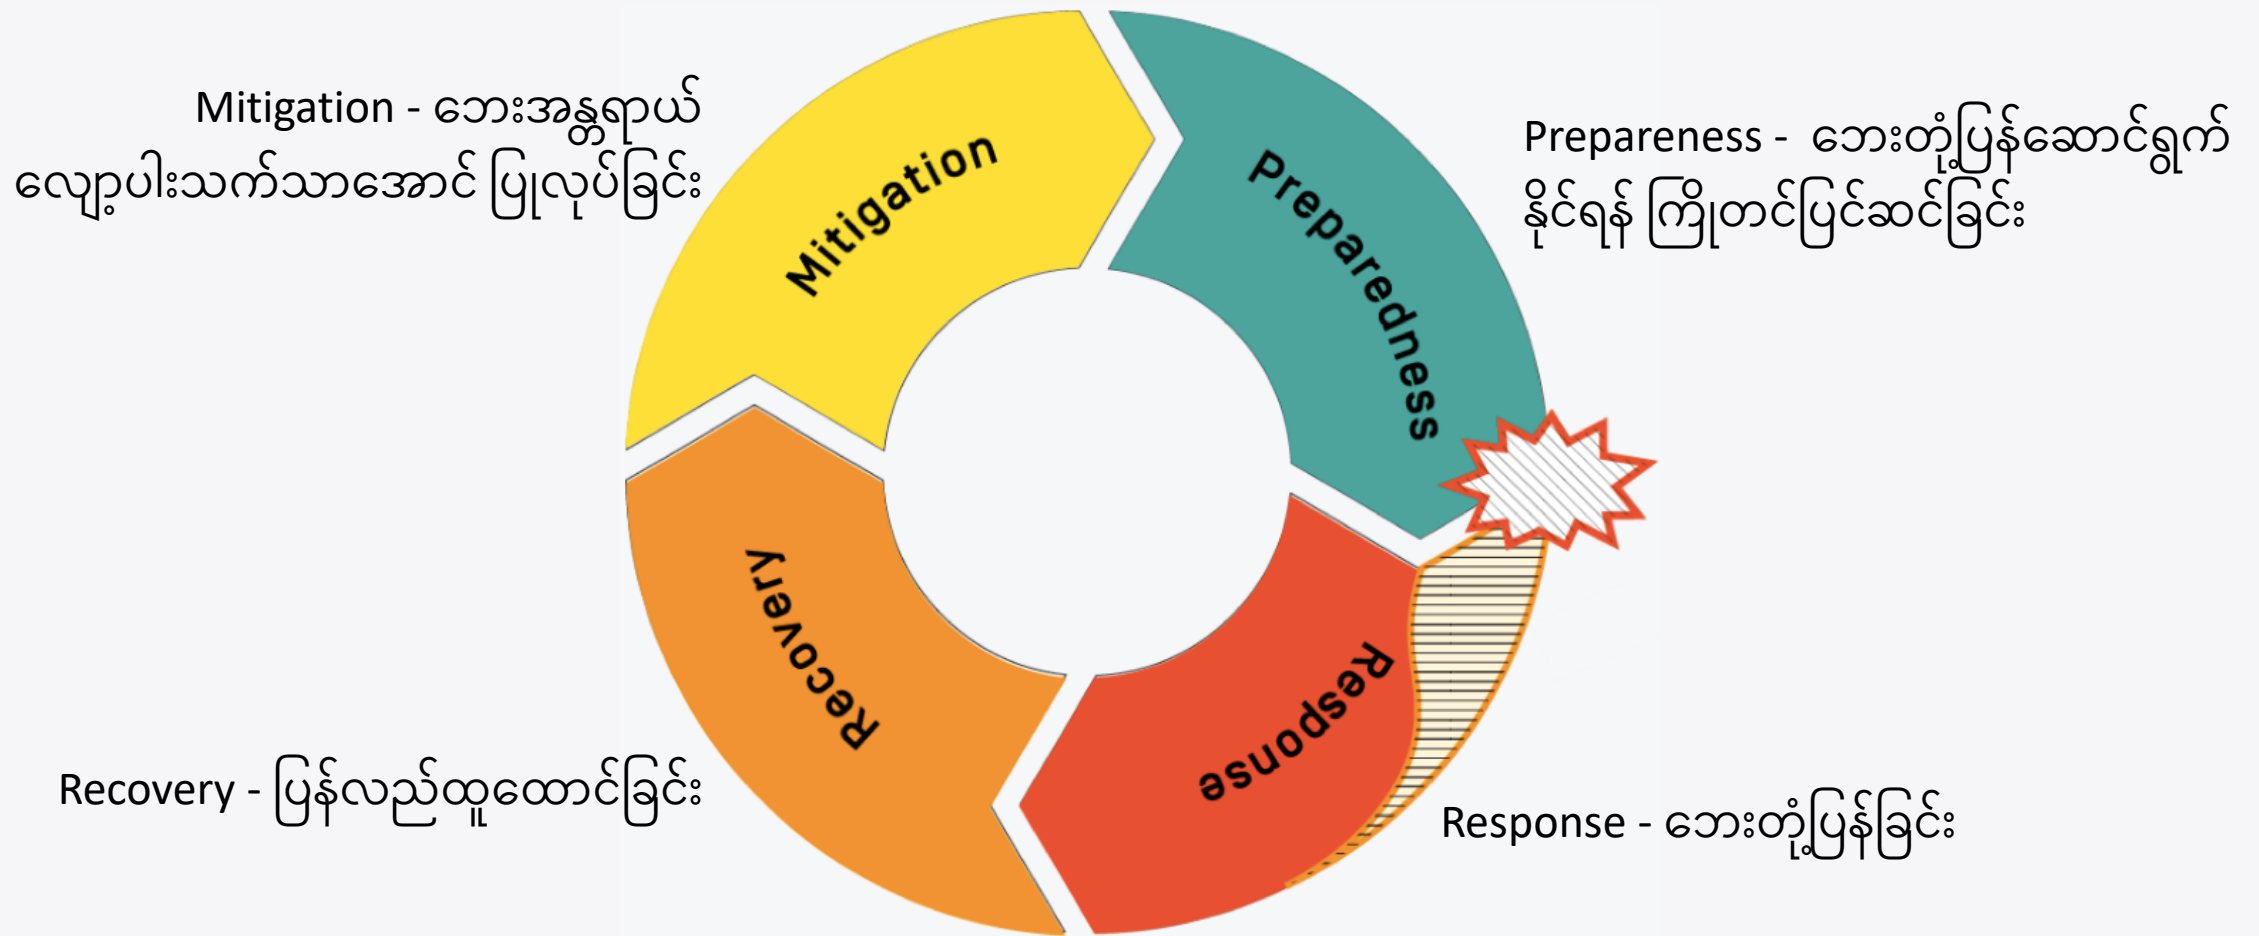 Mitigation - ဘေးအန္တရာယ်
လျော့ပါးသက်သာအောင် ပြုလုပ်ခြင်း
Mitigation
Preparedness
Prepareness - ဘေးတုံ့ပြန်ဆောင်ရွက်
နိုင်ရန် ကြိုတင်ပြင်ဆင်ခြင်း
Recovery
Response
Recovery - ပြန်လည်ထူထောင်ခြင်း
Response - ဘေးတုံ့ပြန်ခြင်း